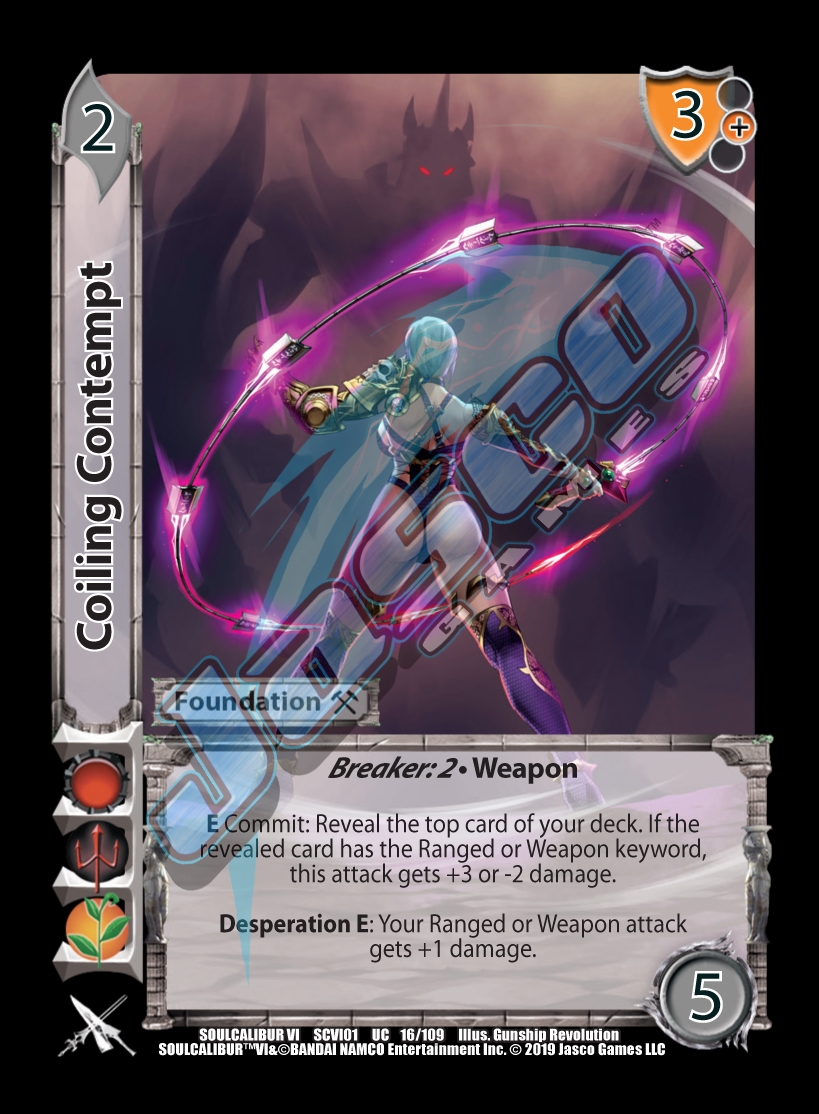 2
3
+
Coiling Contempt
JASCO
GAMES
TM
Foundation
Breaker: 2 • Weapon
E Commit: Reveal the top card of your deck. If the
revealed card has the Ranged or Weapon keyword,
this attack gets +3 or -2 damage.
Desperation E: Your Ranged or Weapon attack
gets +1 damage.
5
SOULCALIBUR VI SCVI01 UC 16/109 Illus. Gunship Revolution
SOULCALIBUR™VI&©BANDAI NAMCO Entertainment Inc. © 2019 Jasco Games LLC